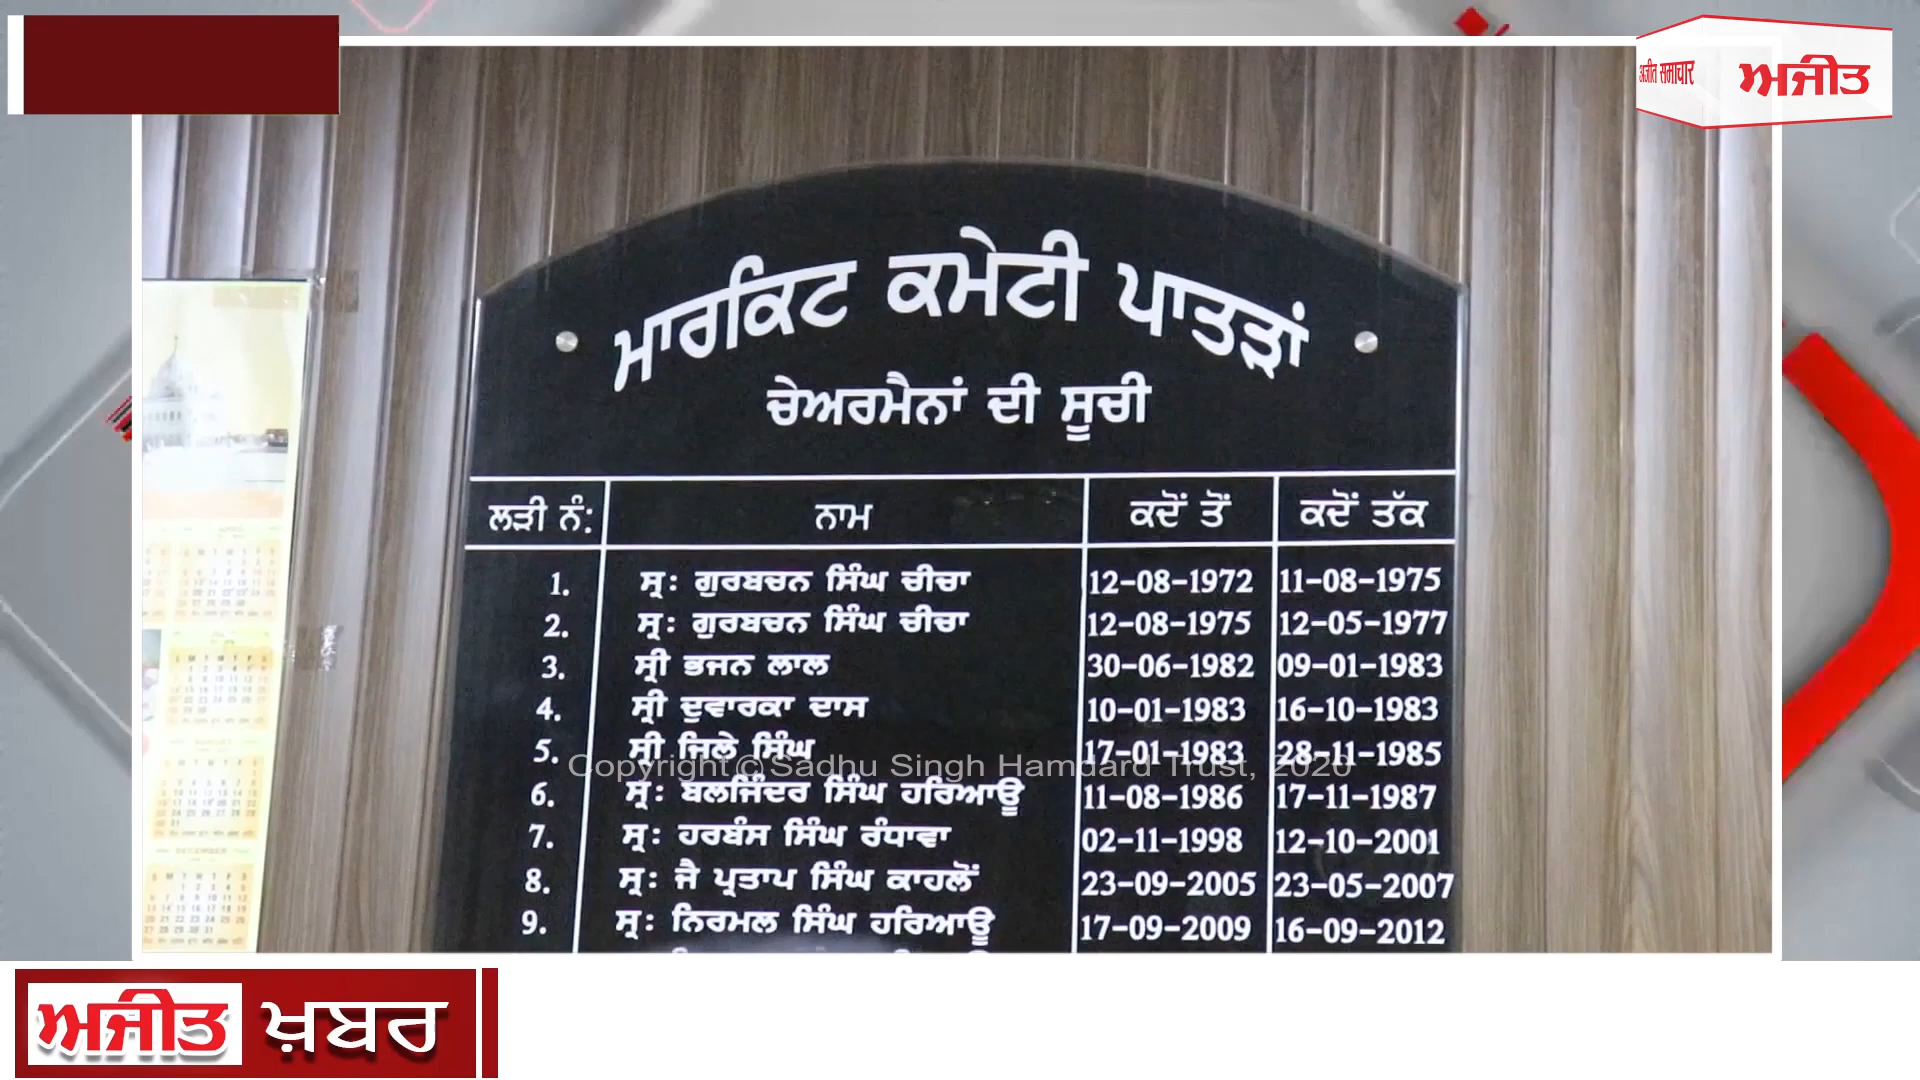 अजीत समाचार ਅਜੀਤ
ਮਾਰਕਿਟ ਕਮੇਟੀ ਪਾਤੜਾਂ
ਚੇਅਰਮੈਨਾਂ ਦੀ ਸੂਚੀ
ਲੜੀ ਨੰ: ਨਾਮ ਕਦੋਂ ਤੋਂ ਕਦੋਂ ਤੱਕ
1. ਸ੍ਰ: ਗੁਰਬਚਨ ਸਿੰਘ ਚੀਚਾ 12-08-1972 11-08-1975
2. ਸ੍ਰ: ਗੁਰਬਚਨ ਸਿੰਘ ਚੀਚਾ 12-08-1975 12-05-1977
3. ਸ੍ਰੀ ਭਜਨ ਲਾਲ 30-06-1982 09-01-1983
4. ਸ੍ਰੀ ਦੁਵਾਰਕਾ ਦਾਸ 10-01-1983 16-10-1983
5. ਸ੍ਰੀ ਜਿਲੇ ਸਿੰਘ 17-01-1983 28-11-1985
Copyright © Sadhu Singh Hamdard Trust, 2020
6. ਸ੍ਰ: ਬਲਜਿੰਦਰ ਸਿੰਘ ਹਰਿਆਊ 11-08-1986 17-11-1987
7. ਸ੍ਰ: ਹਰਬੰਸ ਸਿੰਘ ਰੰਧਾਵਾ 02-11-1998 12-10-2001
8. ਸ੍ਰ: ਜੈ ਪ੍ਰਤਾਪ ਸਿੰਘ ਕਾਹਲੋਂ 23-09-2005 23-05-2007
9. ਸ੍ਰ: ਨਿਰਮਲ ਸਿੰਘ ਹਰਿਆਊ 17-09-2009 16-09-2012
ਅਜੀਤ ਖ਼ਬਰ